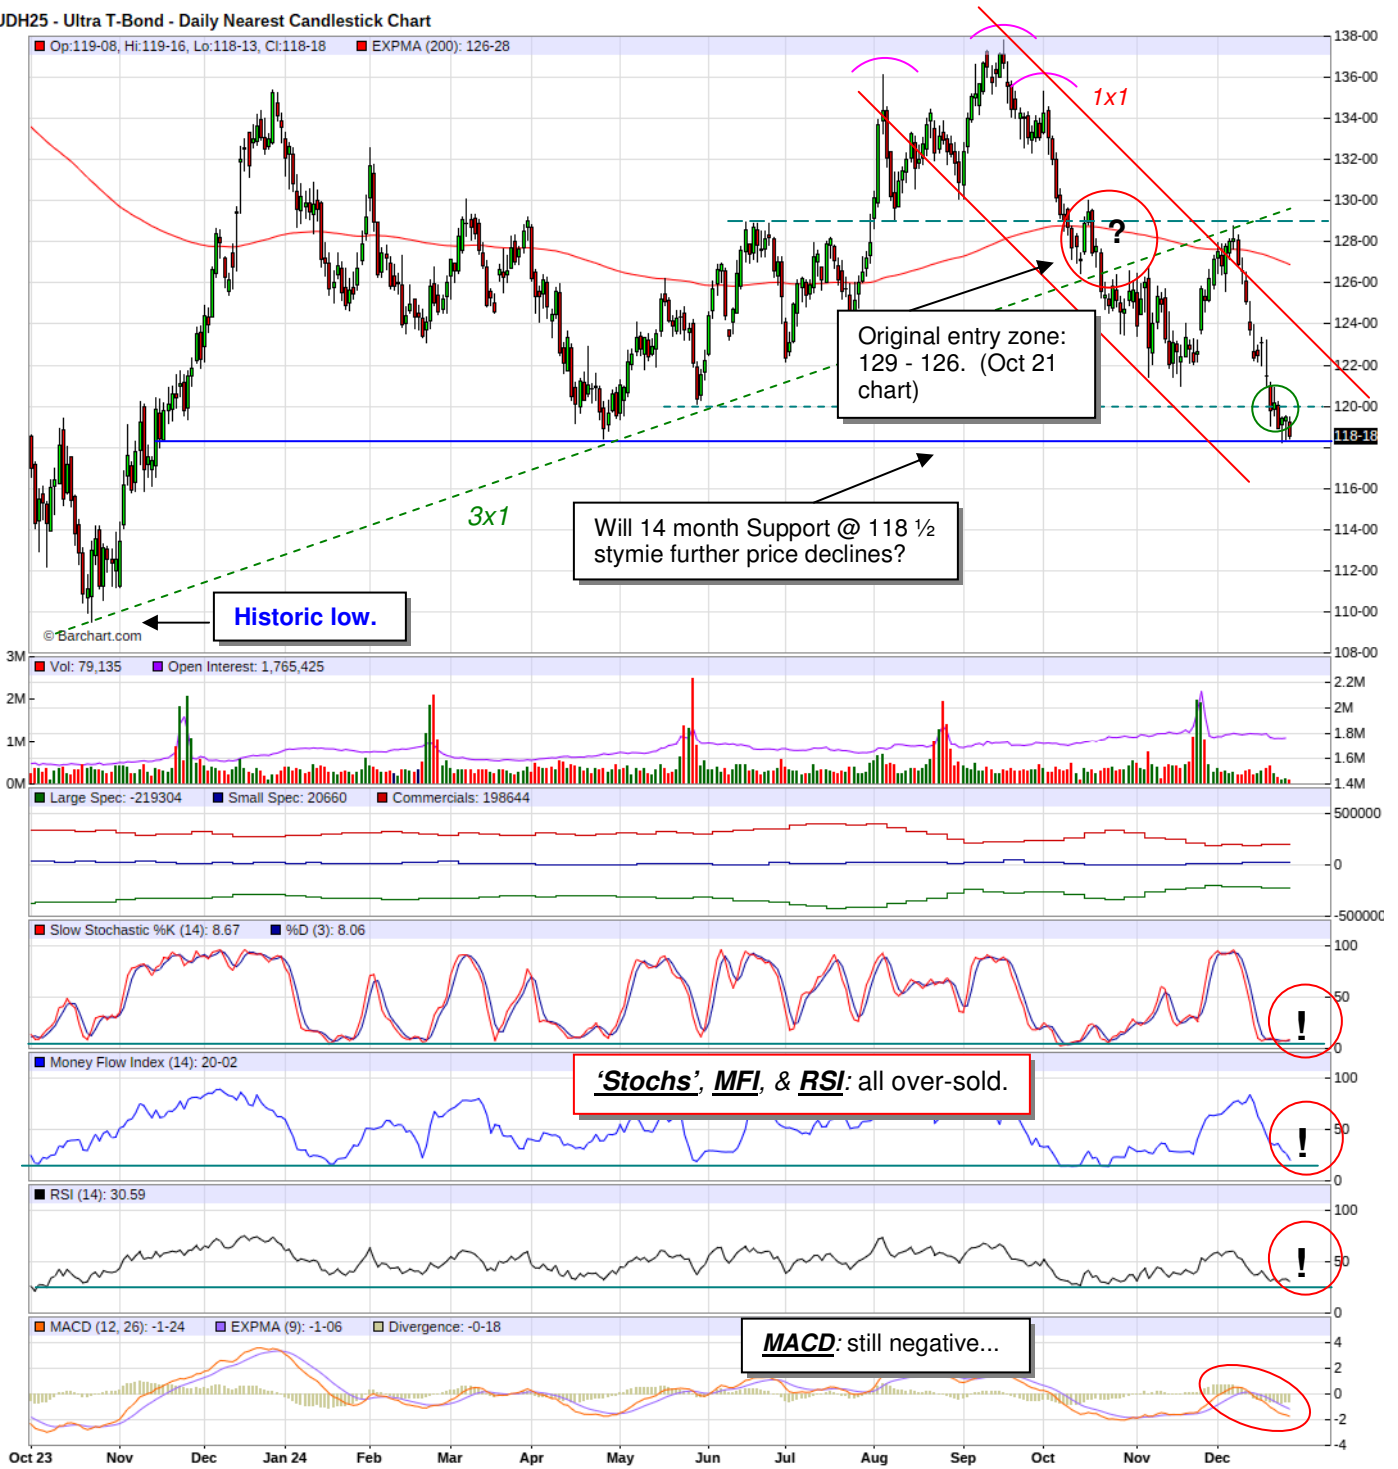 UDH25 - Ultra T-Bond - Daily Nearest Candlestick Chart
Op:119-08, Hi:119-16, Lo:118-13, Cl:118-18 EXPMA (200): 126-28
138-00
136-00
134-00
132-00
130-00
128-00
126-00
124-00
122-00
120-00
118-18
116-00
114-00
112-00
110-00
108-00
1x1
?
Original entry zone:
129 - 126. (Oct 21
chart)
3x1
Will 14 month Support @ 118 ½
stymie further price declines?
Historic low.
© Barchart.com
Vol: 79,135 Open Interest: 1,765,425
3M
2M
1M
0M
2.2M
2M
1.8M
1.6M
1.4M
Large Spec: -219304 Small Spec: 20660 Commercials: 198644
500000
0
-500000
Slow Stochastic %K (14): 8.67 %D (3): 8.06
100
50
0
!
Money Flow Index (14): 20-02
'Stochs', MFI, & RSI: all over-sold.
100
50
0
!
RSI (14): 30.59
100
50
0
!
MACD (12, 26): -1-24 EXPMA (9): -1-06 Divergence: -0-18
MACD: still negative...
4
2
0
-2
-4
Oct 23 Nov Dec Jan 24 Feb Mar Apr May Jun Jul Aug Sep Oct Nov Dec